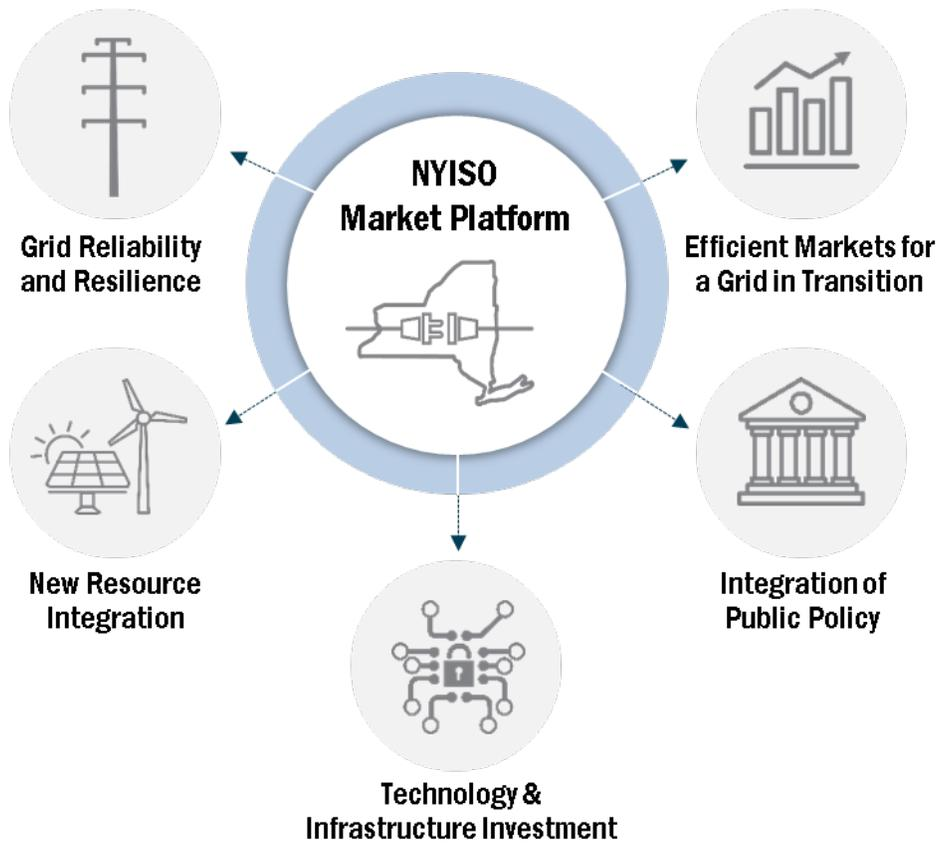 NYISO
Market Platform
Grid Reliability
and Resilience
Efficient Markets for
a Grid in Transition
New Resource
Integration
Integration of
Public Policy
Technology &
Infrastructure Investment